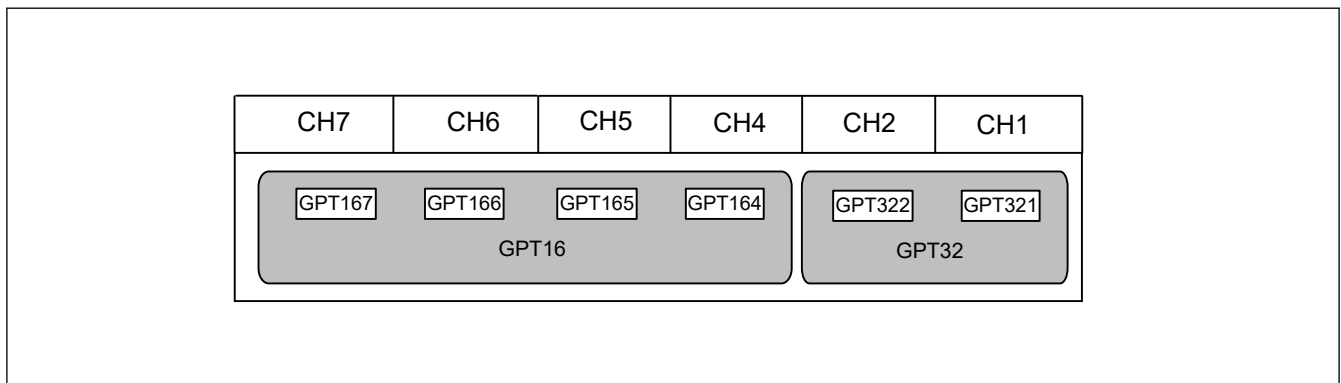 CH7 CH6 CH5 CH4 CH2 CH1
GPT167 GPT166 GPT165 GPT164 GPT322 GPT321
GPT16 GPT32